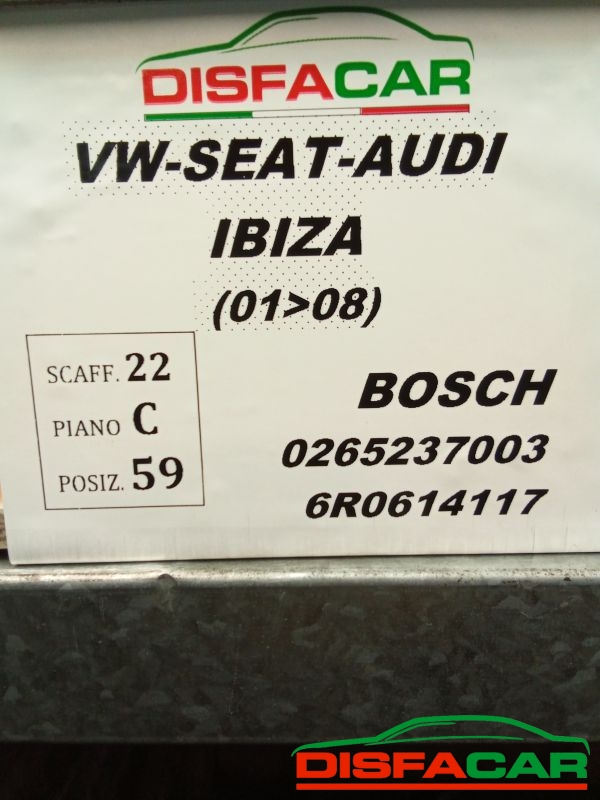 DISFACAR
VW-SEAT-AUDI
IBIZA
(01>08)
SCAFF. 22
PIANO C
POSIZ. 59
BOSCH
0265237003
6R0614117
DISFACAR